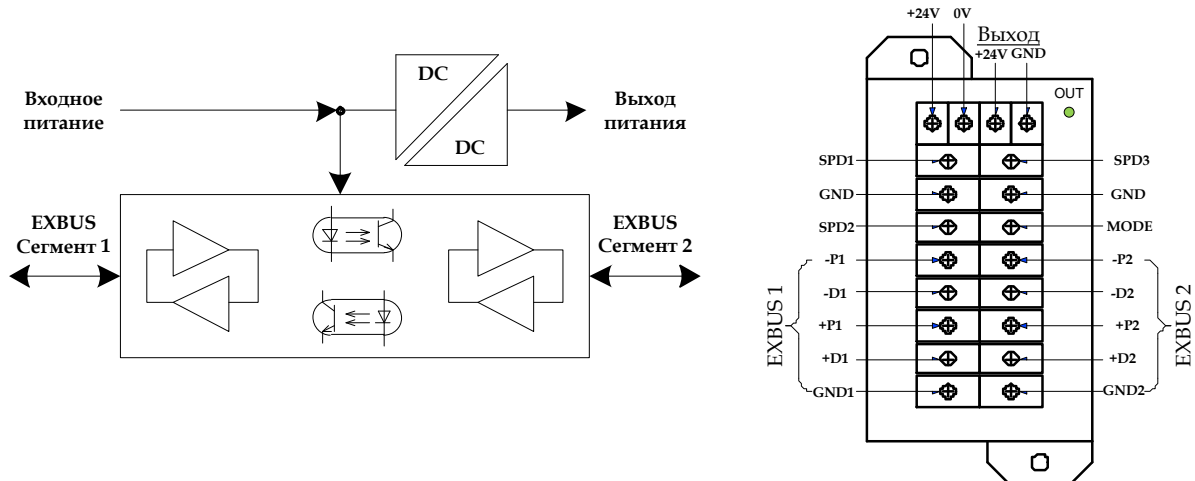 DC
DC
Входное
питание
Выход
питания
EXBUS
Сегмент 1
EXBUS
Сегмент 2
+24V 0V
Выход
+24V GND
OUT
SPD1
SPD3
GND
GND
SPD2
MODE
-P1
-P2
-D1
-D2
+P1
+P2
+D1
+D2
GND1
GND2
EXBUS 1
EXBUS 2